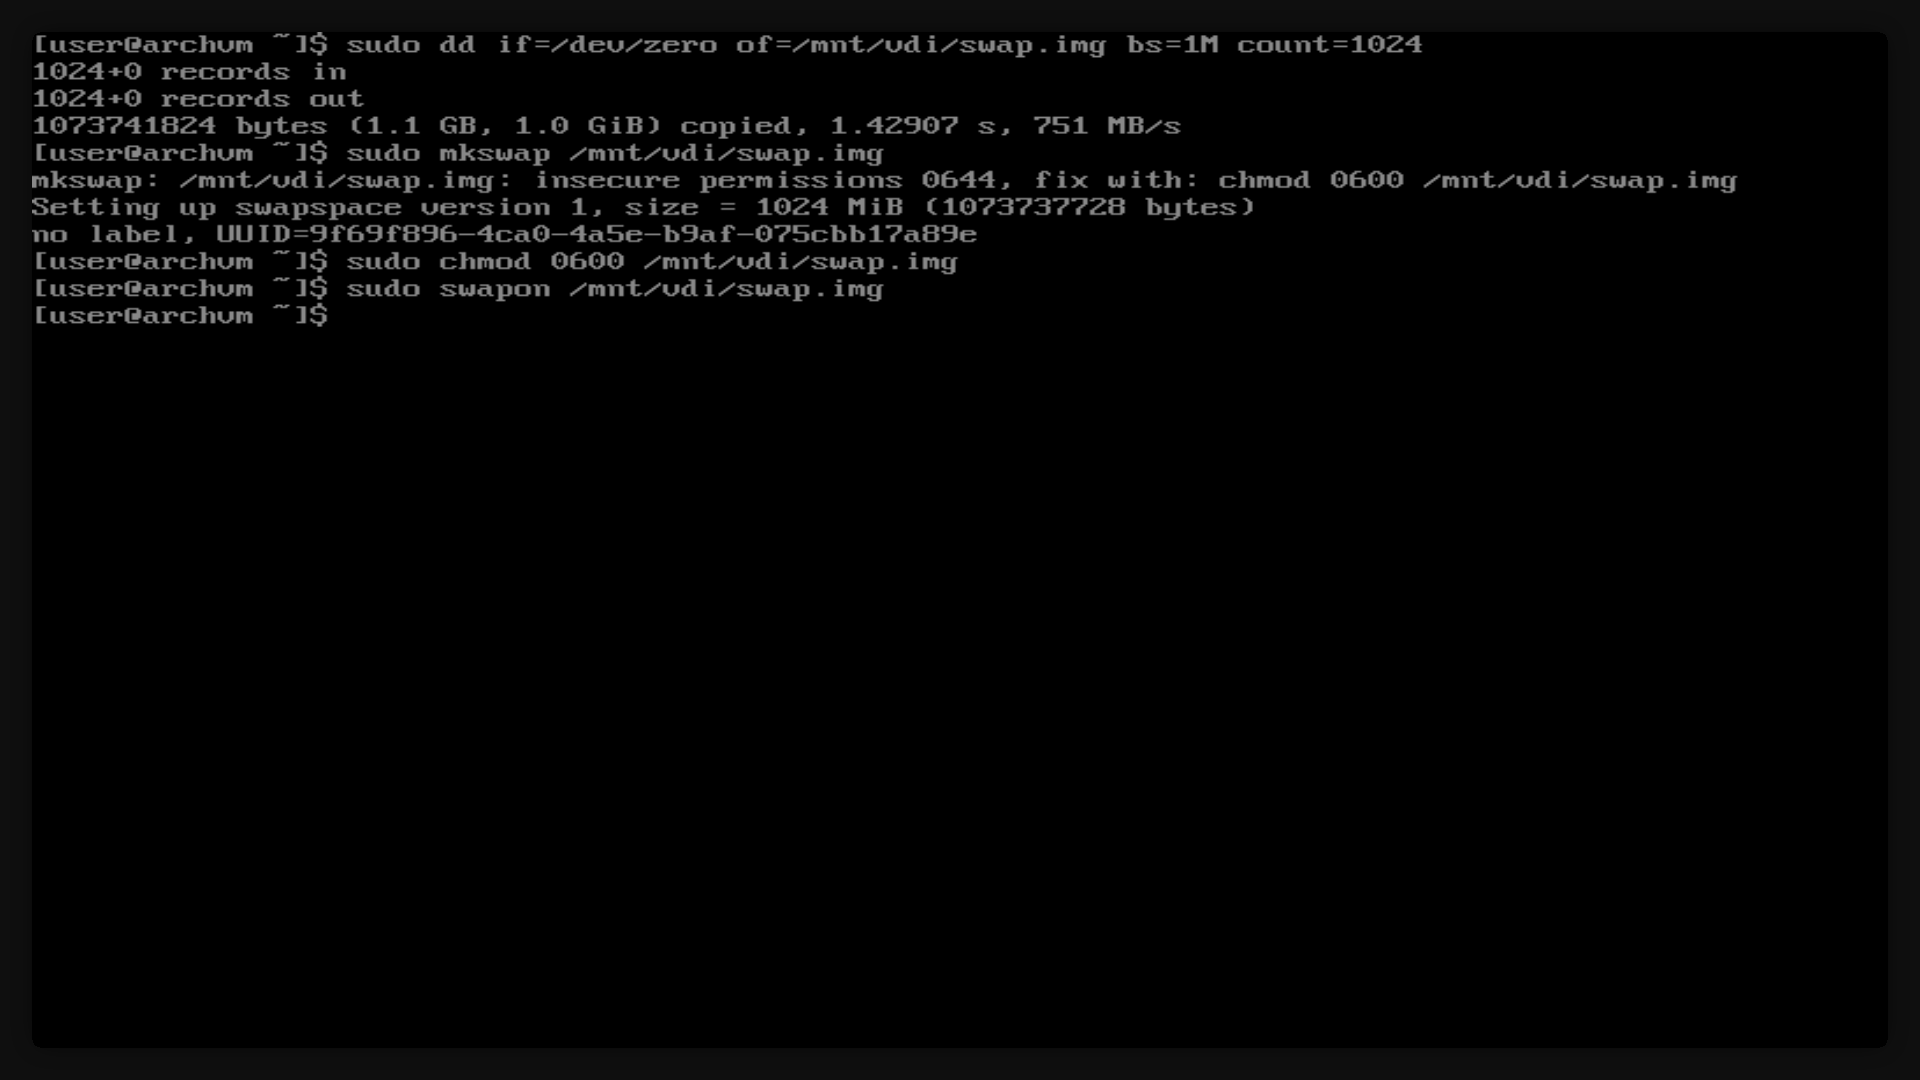 [user@archvm ~]$ sudo dd if=/dev/zero of=/mnt/vdi/swap.img bs=1M count=1024
1024+0 records in
1024+0 records out
1073741824 bytes (1.1 GB, 1.0 GiB) copied, 1.42907 s, 751 MB/s
[user@archvm ~]$ sudo mkswap /mnt/vdi/swap.img
mkswap: /mnt/vdi/swap.img: insecure permissions 0644, fix with: chmod 0600 /mnt/vdi/swap.img
Setting up swapspace version 1, size = 1024 MiB (1073737728 bytes)
no label, UUID=9f69f896-4ca0-4a5e-b9af-075cbb17a89e
[user@archvm ~]$ sudo chmod 0600 /mnt/vdi/swap.img
[user@archvm ~]$ sudo swapon /mnt/vdi/swap.img
[user@archvm ~]$